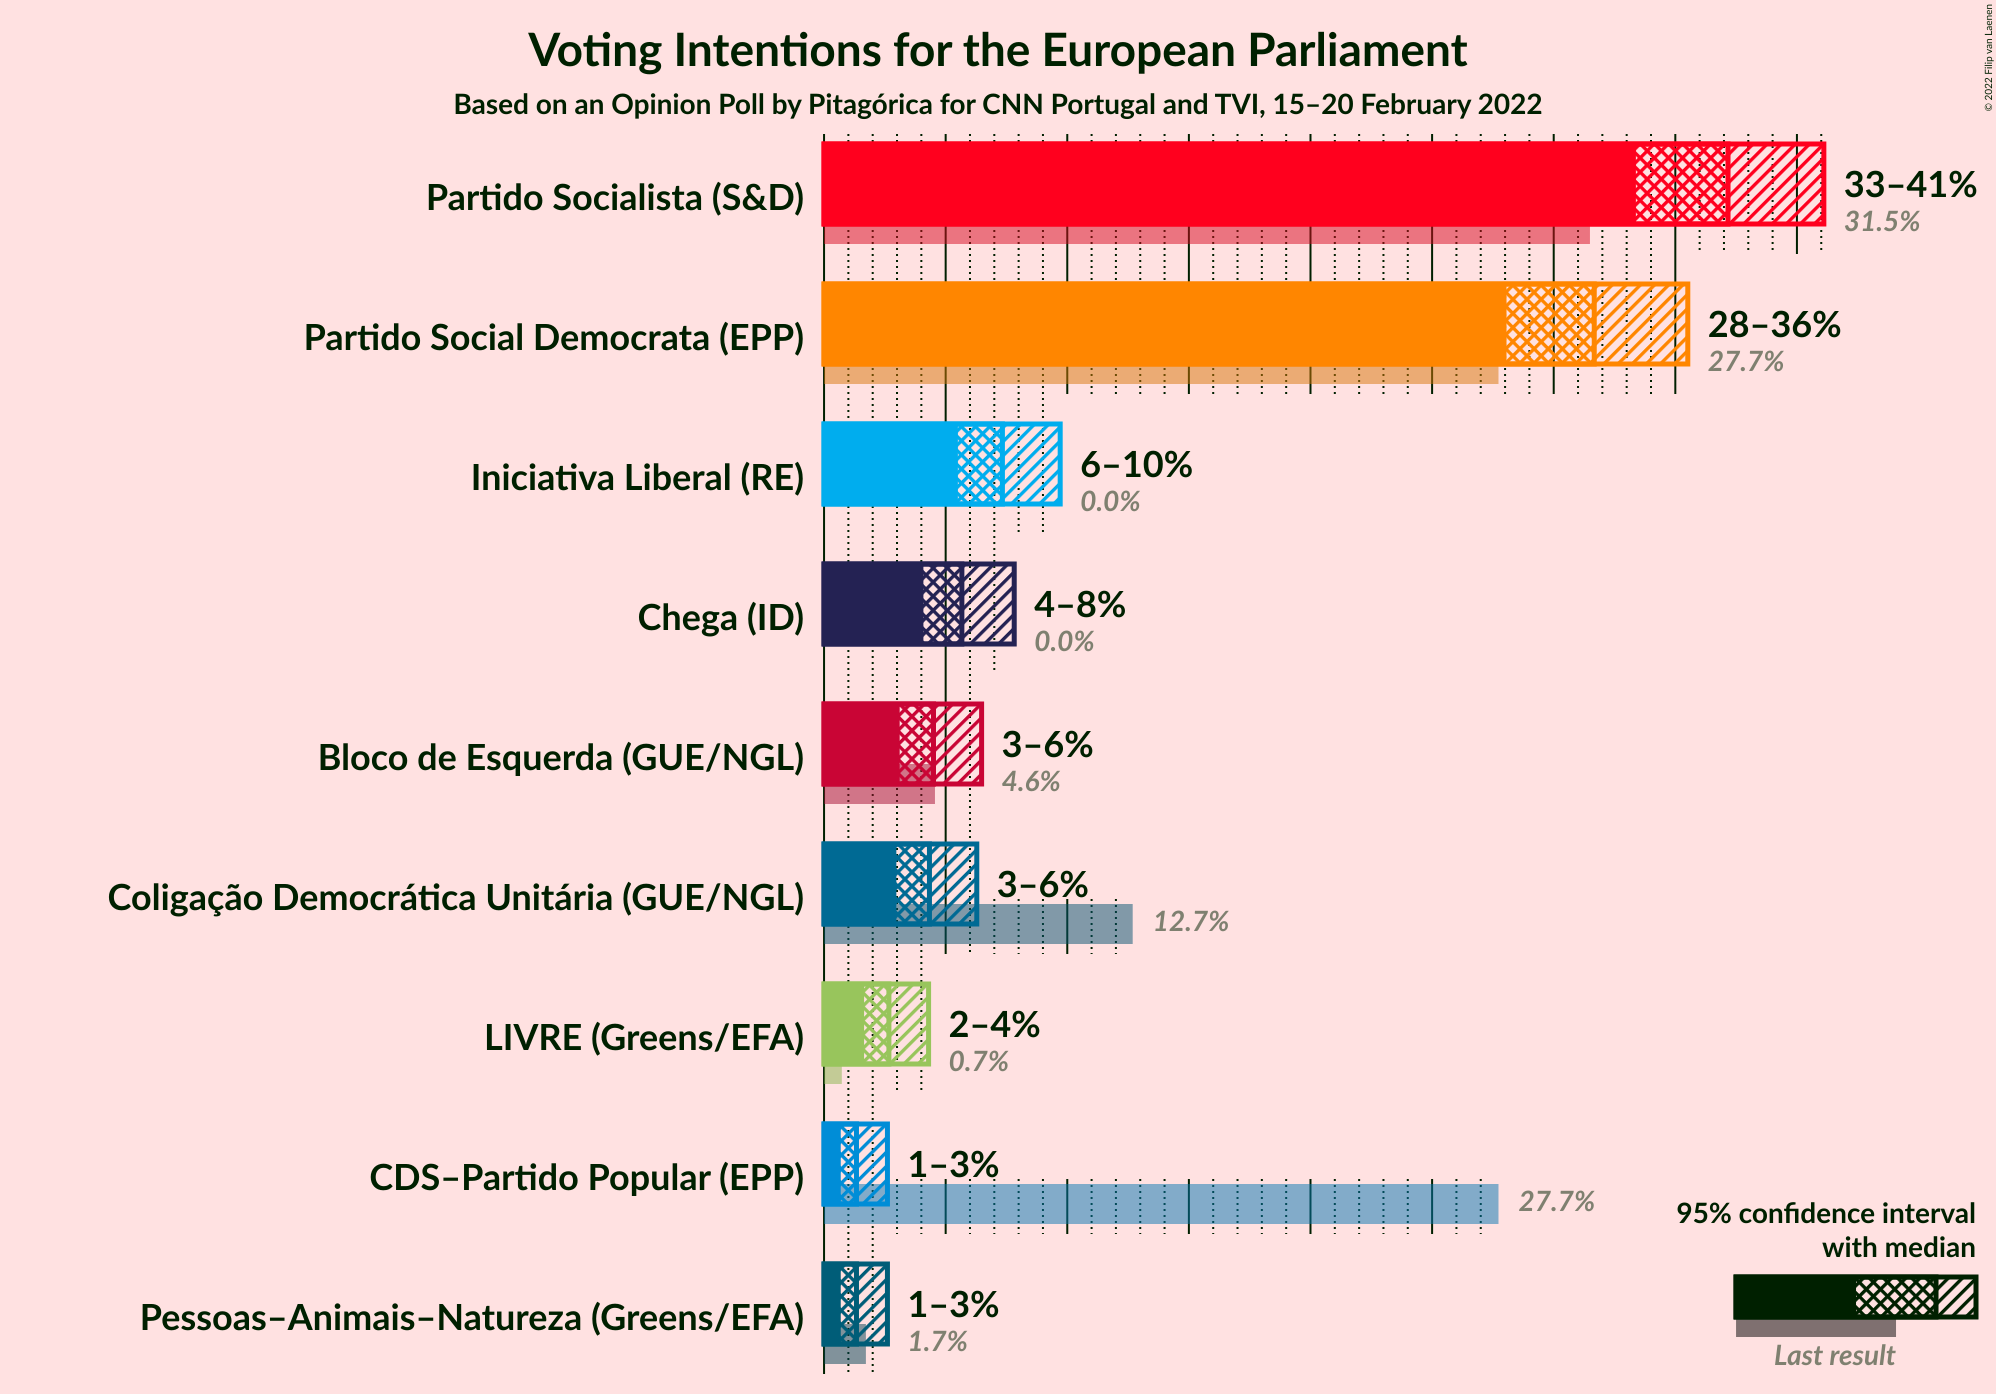 Voting Intentions for the European Parliament
Based on an Opinion Poll by Pitagórica for CNN Portugal and TVI, 15–20 February 2022
© 2022 Filip van Laenen
Partido Socialista (S&D)
33–41%
31.5%
Partido Social Democrata (EPP)
28–36%
27.7%
Iniciativa Liberal (RE)
6–10%
0.0%
Chega (ID)
4–8%
0.0%
Bloco de Esquerda (GUE/NGL)
3–6%
4.6%
Coligação Democrática Unitária (GUE/NGL)
3–6%
12.7%
LIVRE (Greens/EFA)
2–4%
0.7%
CDS–Partido Popular (EPP)
1–3%
27.7%
Pessoas–Animais–Natureza (Greens/EFA)
1–3%
1.7%
95% confidence interval
with median
Last result